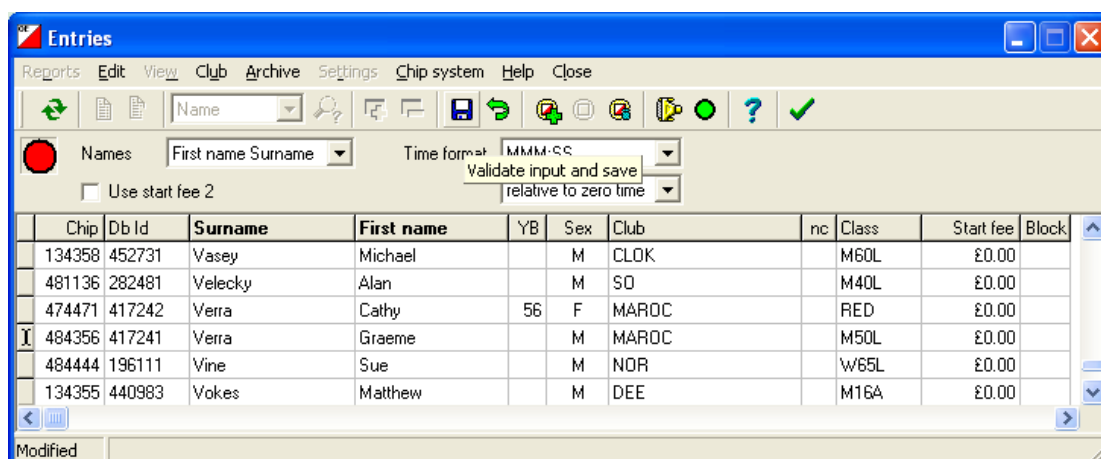 OE Entries
Reports Edit View Club Archive Settings Chip system Help Close
Name ?
Names First name Surname Time format MMM:SS
Validate input and save
Use start fee 2 relative to zero time
Chip Db Id Surname First name YB Sex Club nc Class Start fee Block
134358 452731 Vasey Michael M CLOK M60L £0.00
481136 282481 Velecky Alan M SO M40L £0.00
474471 417242 Verra Cathy 56 F MAROC RED £0.00
484356 417241 Verra Graeme M MAROC M50L £0.00
484444 196111 Vine Sue M NOR W65L £0.00
134355 440983 Vokes Matthew M DEE M16A £0.00
Modified